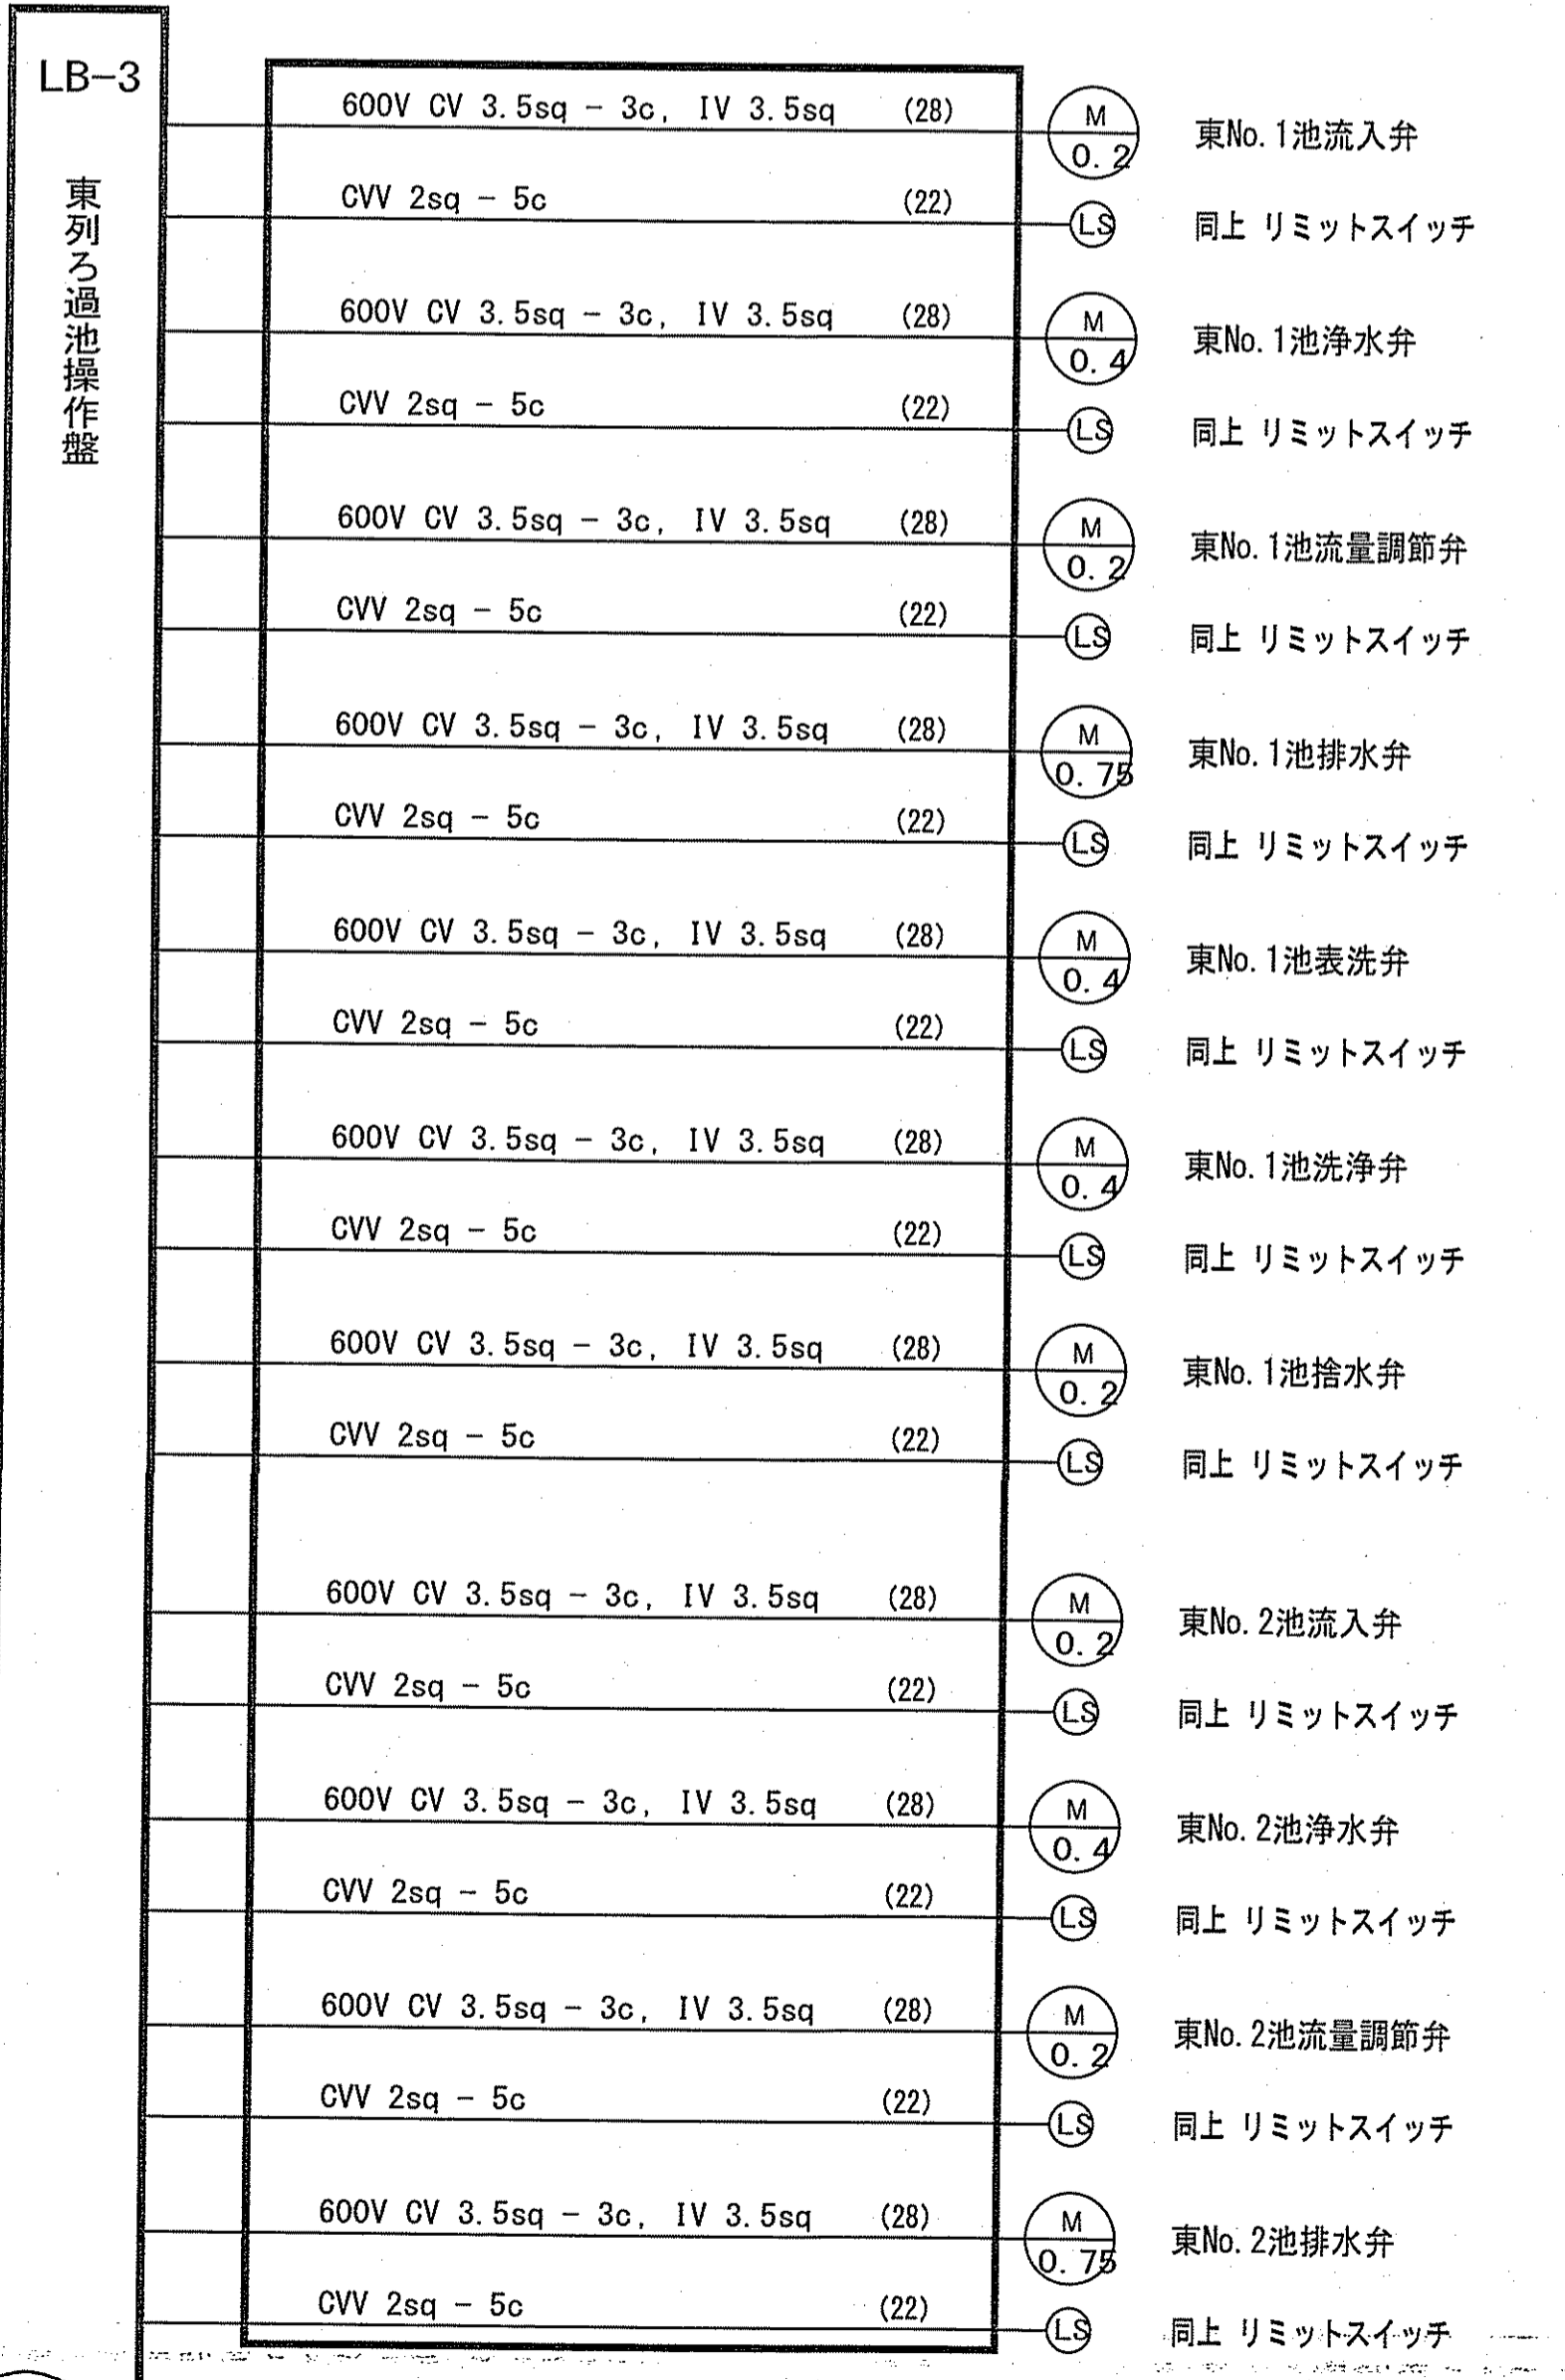 LB-3
東列ろ過池操作盤
600V CV 3.5sq - 3c, IV 3.5sq (28) M 0.2 東No.1池流入弁
CVV 2sq - 5c (22) LS 同上 リミットスイッチ
600V CV 3.5sq - 3c, IV 3.5sq (28) M 0.4 東No.1池浄水弁
CVV 2sq - 5c (22) LS 同上 リミットスイッチ
600V CV 3.5sq - 3c, IV 3.5sq (28) M 0.2 東No.1池流量調節弁
CVV 2sq - 5c (22) LS 同上 リミットスイッチ
600V CV 3.5sq - 3c, IV 3.5sq (28) M 0.75 東No.1池排水弁
CVV 2sq - 5c (22) LS 同上 リミットスイッチ
600V CV 3.5sq - 3c, IV 3.5sq (28) M 0.4 東No.1池表洗弁
CVV 2sq - 5c (22) LS 同上 リミットスイッチ
600V CV 3.5sq - 3c, IV 3.5sq (28) M 0.4 東No.1池洗浄弁
CVV 2sq - 5c (22) LS 同上 リミットスイッチ
600V CV 3.5sq - 3c, IV 3.5sq (28) M 0.2 東No.1池捨水弁
CVV 2sq - 5c (22) LS 同上 リミットスイッチ
600V CV 3.5sq - 3c, IV 3.5sq (28) M 0.2 東No.2池流入弁
CVV 2sq - 5c (22) LS 同上 リミットスイッチ
600V CV 3.5sq - 3c, IV 3.5sq (28) M 0.4 東No.2池浄水弁
CVV 2sq - 5c (22) LS 同上 リミットスイッチ
600V CV 3.5sq - 3c, IV 3.5sq (28) M 0.2 東No.2池流量調節弁
CVV 2sq - 5c (22) LS 同上 リミットスイッチ
600V CV 3.5sq - 3c, IV 3.5sq (28) M 0.75 東No.2池排水弁
CVV 2sq - 5c (22) LS 同上 リミットスイッチ